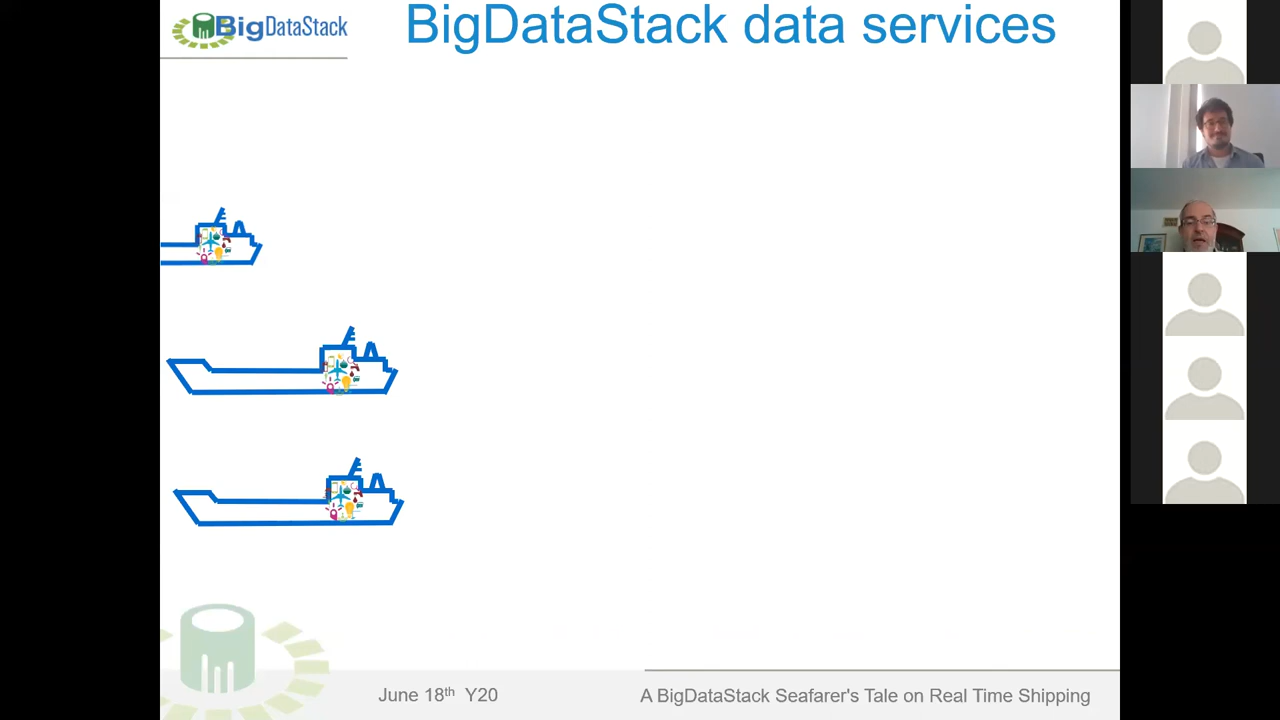 BigDataStack
BigDataStack data services
June 18th Y20
A BigDataStack Seafarer's Tale on Real Time Shipping